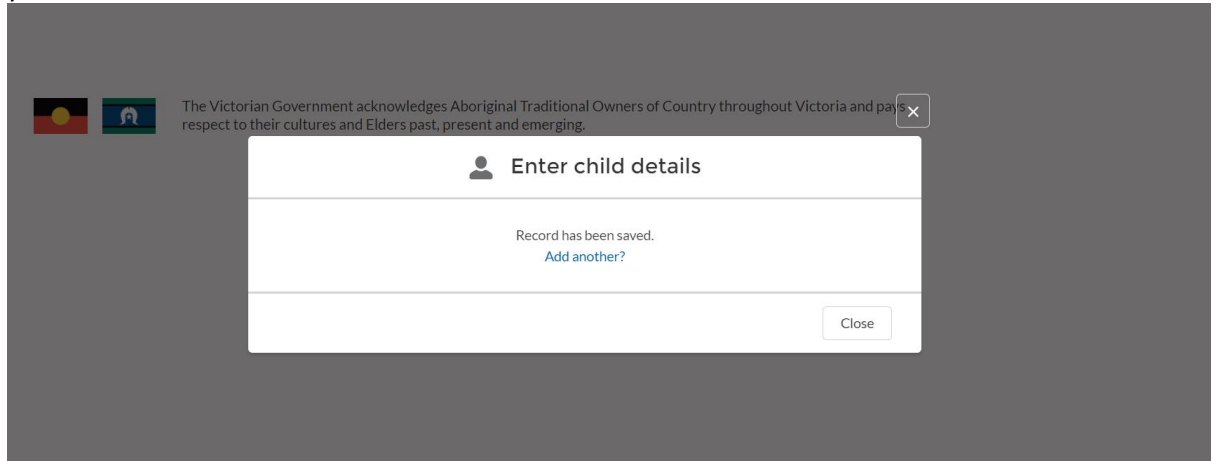 The Victorian Government acknowledges Aboriginal Traditional Owners of Country throughout Victoria and pays
respect to their cultures and Elders past, present and emerging.
Enter child details
Record has been saved.
Add another?
Close